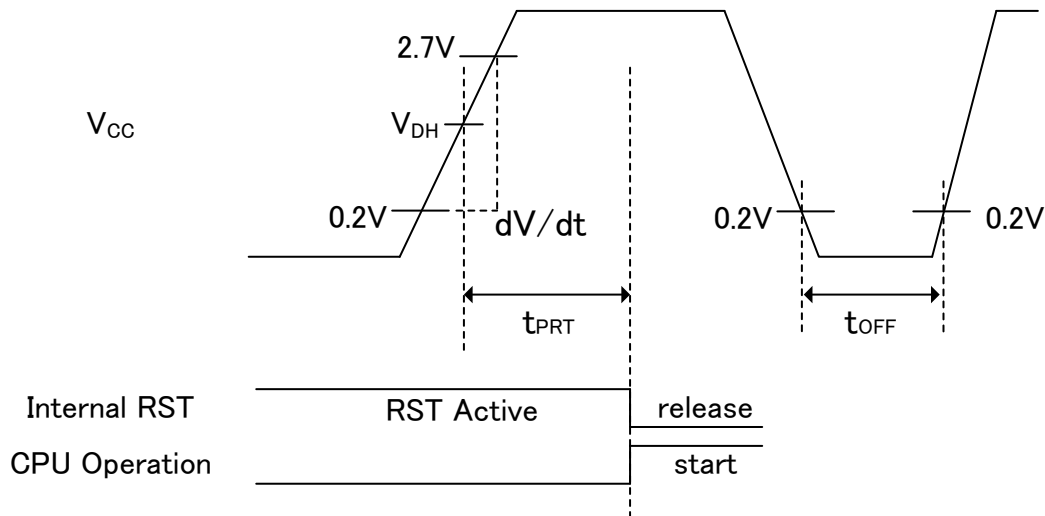 2.7V
VCC
VDH
0.2V
dV/dt
0.2V
0.2V
tPRT
tOFF
Internal RST
RST Active
release
CPU Operation
start